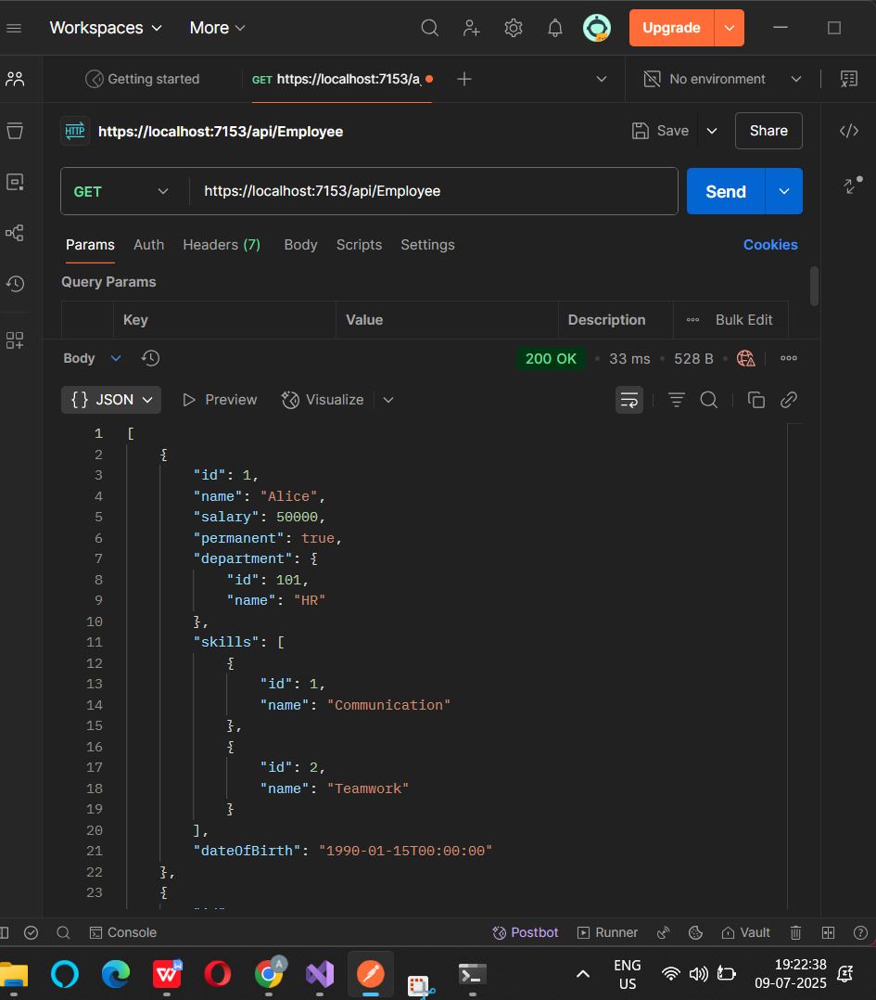 Workspaces More Upgrade
Getting started GET https://localhost:7153/a No environment
HTTP https://localhost:7153/api/Employee Save Share
GET https://localhost:7153/api/Employee Send
Params Auth Headers (7) Body Scripts Settings Cookies
Query Params
Key Value Description Bulk Edit
Body 200 OK 33 ms 528 B
{} JSON Preview Visualize
1 [
2 {
3 "id": 1,
4 "name": "Alice",
5 "salary": 50000,
6 "permanent": true,
7 "department": {
8 "id": 101,
9 "name": "HR"
10 },
11 "skills": [
12 {
13 "id": 1,
14 "name": "Communication"
15 },
16 {
17 "id": 2,
18 "name": "Teamwork"
19 }
20 ],
21 "dateOfBirth": "1990-01-15T00:00:00"
22 },
23 {
Console Postbot Runner Vault
ENG 19:22:38
US 09-07-2025